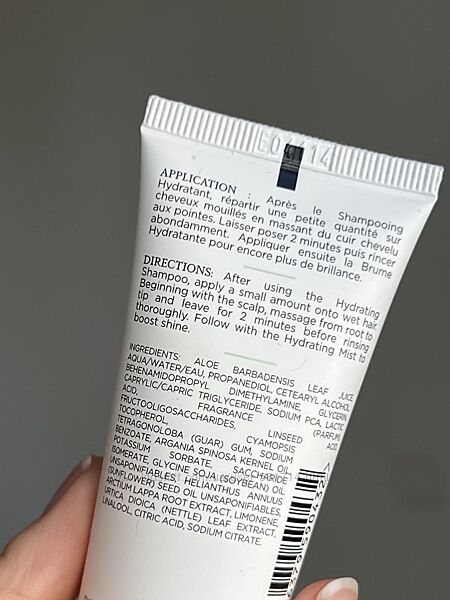 APPLICATION : Après le Shampooing
Hydratant, répartir une petite quantité sur
cheveux mouillés en massant du cuir chevelu
aux pointes. Laisser poser 2 minutes puis rincer
abondamment. Appliquer ensuite la Brume
Hydratante pour encore plus de brillance.
DIRECTIONS: After using the Hydrating
Shampoo, apply a small amount onto wet hair.
Beginning with the scalp, massage from root to
tip and leave for 2 minutes before rinsing
thoroughly. Follow with the Hydrating Mist to
boost shine.
INGREDIENTS: ALOE BARBADENSIS LEAF JUICE
AQUA/WATER/EAU, PROPANEDIOL, CETEARYL ALCOHOL,
BEHENAMIDOPROPYL DIMETHYLAMINE, GLYCERIN,
CAPRYLIC/CAPRIC TRIGLYCERIDE, SODIUM PCA, LACTIC
ACID, FRAGRANCE (PARFUM),
FRUCTOOLIGOSACCHARIDES, LINSEED ACID,
TOCOPHEROL, CYAMOPSIS
TETRAGONOLOBA (GUAR) GUM, SODIUM
BENZOATE, ARGANIA SPINOSA KERNEL OIL,
POTASSIUM SORBATE, SACCHARIDE
ISOMERATE, GLYCINE SOJA (SOYBEAN) OIL
UNSAPONIFIABLES, HELIANTHUS ANNUUS
(SUNFLOWER) SEED OIL UNSAPONIFIABLES,
ARCTIUM LAPPA ROOT EXTRACT, LIMONENE,
URTICA DIOICA (NETTLE) LEAF EXTRACT,
LINALOOL, CITRIC ACID, SODIUM CITRATE.